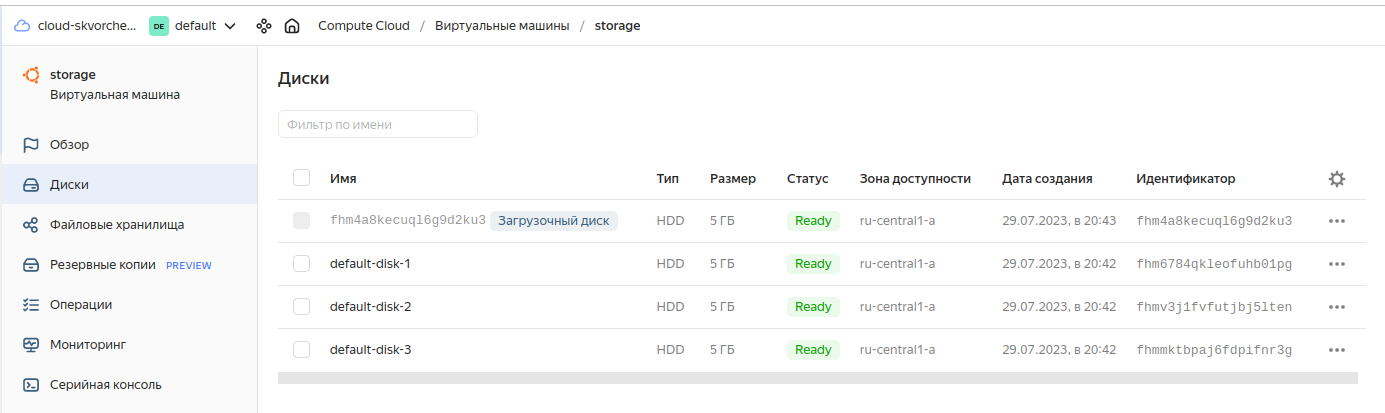 cloud-skvorche... DE default Compute Cloud / Виртуальные машины / storage
storage
Виртуальная машина
Обзор
Диски
Файловые хранилища
Резервные копии PREVIEW
Операции
Мониторинг
Серийная консоль
Диски
Фильтр по имени
Имя Тип Размер Статус Зона доступности Дата создания Идентификатор
fhm4a8kecuql6g9d2ku3 Загрузочный диск HDD 5 ГБ Ready ru-central1-a 29.07.2023, в 20:43 fhm4a8kecuql6g9d2ku3
default-disk-1 HDD 5 ГБ Ready ru-central1-a 29.07.2023, в 20:42 fhm6784qkleofuhb01pg
default-disk-2 HDD 5 ГБ Ready ru-central1-a 29.07.2023, в 20:42 fhmv3j1fvfutjbj5lten
default-disk-3 HDD 5 ГБ Ready ru-central1-a 29.07.2023, в 20:42 fhmmktbpaj6fdpifnr3g